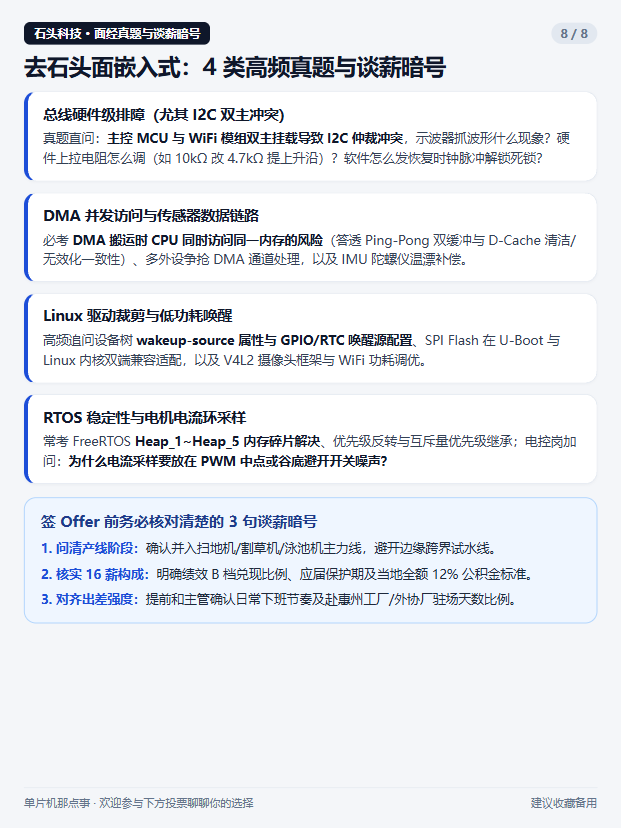 石头科技·面经真题与谈薪暗号
8 / 8
去石头面嵌入式：4 类高频真题与谈薪暗号
总线硬件级排障（尤其 I2C 双主冲突）
真题直问：主控 MCU 与 WiFi 模组双主挂载导致 I2C 仲裁冲突，示波器抓波形什么现象？硬
件上拉电阻怎么调（如 10kΩ 改 4.7kΩ 提上升沿）？软件怎么发恢复时钟脉冲解锁死锁？
DMA 并发访问与传感器数据链路
必考 DMA 搬运时 CPU 同时访问同一内存的风险（答透 Ping-Pong 双缓冲与 D-Cache 清洁/
无效化一致性）、多外设争抢 DMA 通道处理，以及 IMU 陀螺仪温漂补偿。
Linux 驱动裁剪与低功耗唤醒
高频追问设备树 wakeup-source 属性与 GPIO/RTC 唤醒源配置、SPI Flash 在 U-Boot 与
Linux 内核双端兼容适配，以及 V4L2 摄像头框架与 WiFi 功耗调优。
RTOS 稳定性与电机电流环采样
常考 FreeRTOS Heap_1~Heap_5 内存碎片解决、优先级反转与互斥量优先级继承；电控岗加
问：为什么电流采样要放在 PWM 中点或谷底避开开关噪声？
签 Offer 前务必核对清楚的 3 句谈薪暗号
1. 问清产线阶段：确认并入扫地机/割草机/泳池机主力线，避开边缘跨界试水线。
2. 核实 16 薪构成：明确绩效 B 档兑现比例、应届保护期及当地全额 12% 公积金标准。
3. 对齐出差强度：提前和主管确认日常下班节奏及赴惠州工厂/外协厂驻场天数比例。
单片机那点事 · 欢迎参与下方投票聊聊你的选择
建议收藏备用